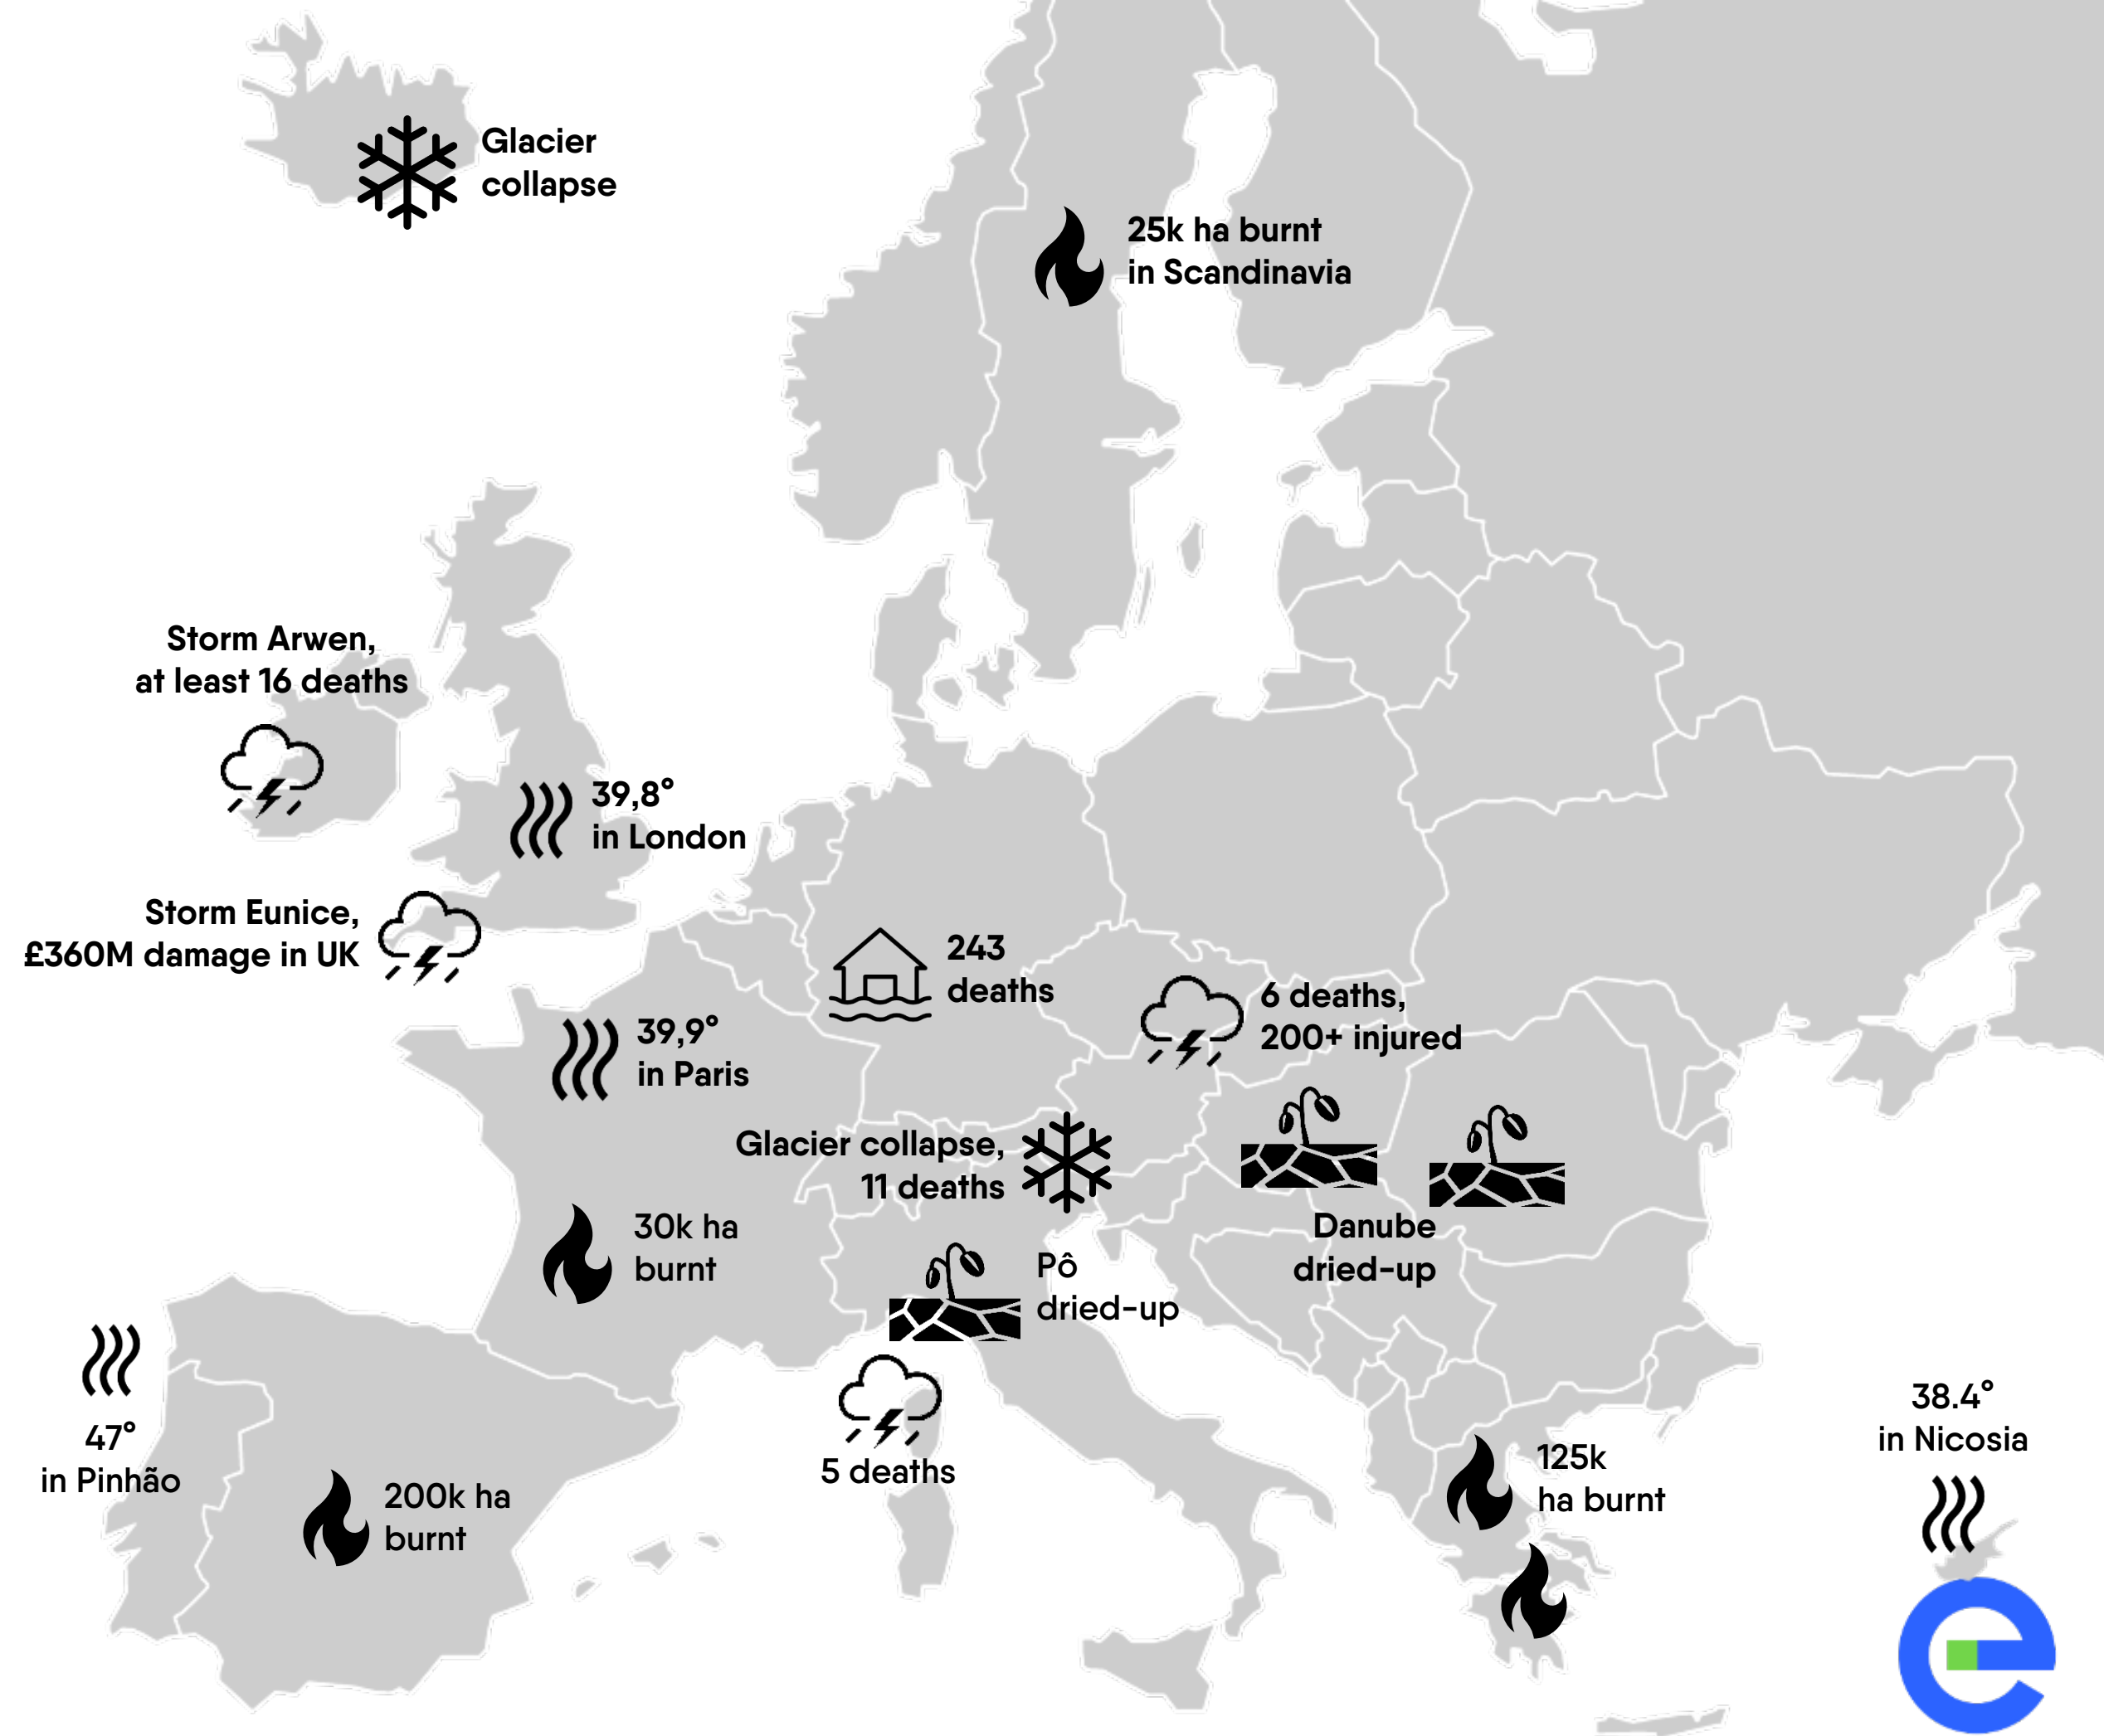 Glacier
collapse
25k ha burnt
in Scandinavia
Storm Arwen,
at least 16 deaths
39,8°
in London
Storm Eunice,
£360M damage in UK
243
deaths
6 deaths,
200+ injured
39,9°
in Paris
Glacier collapse,
11 deaths
30k ha
burnt
Danube
dried-up
Pô
dried-up
47°
in Pinhão
5 deaths
200k ha
burnt
125k
ha burnt
38.4°
in Nicosia
e